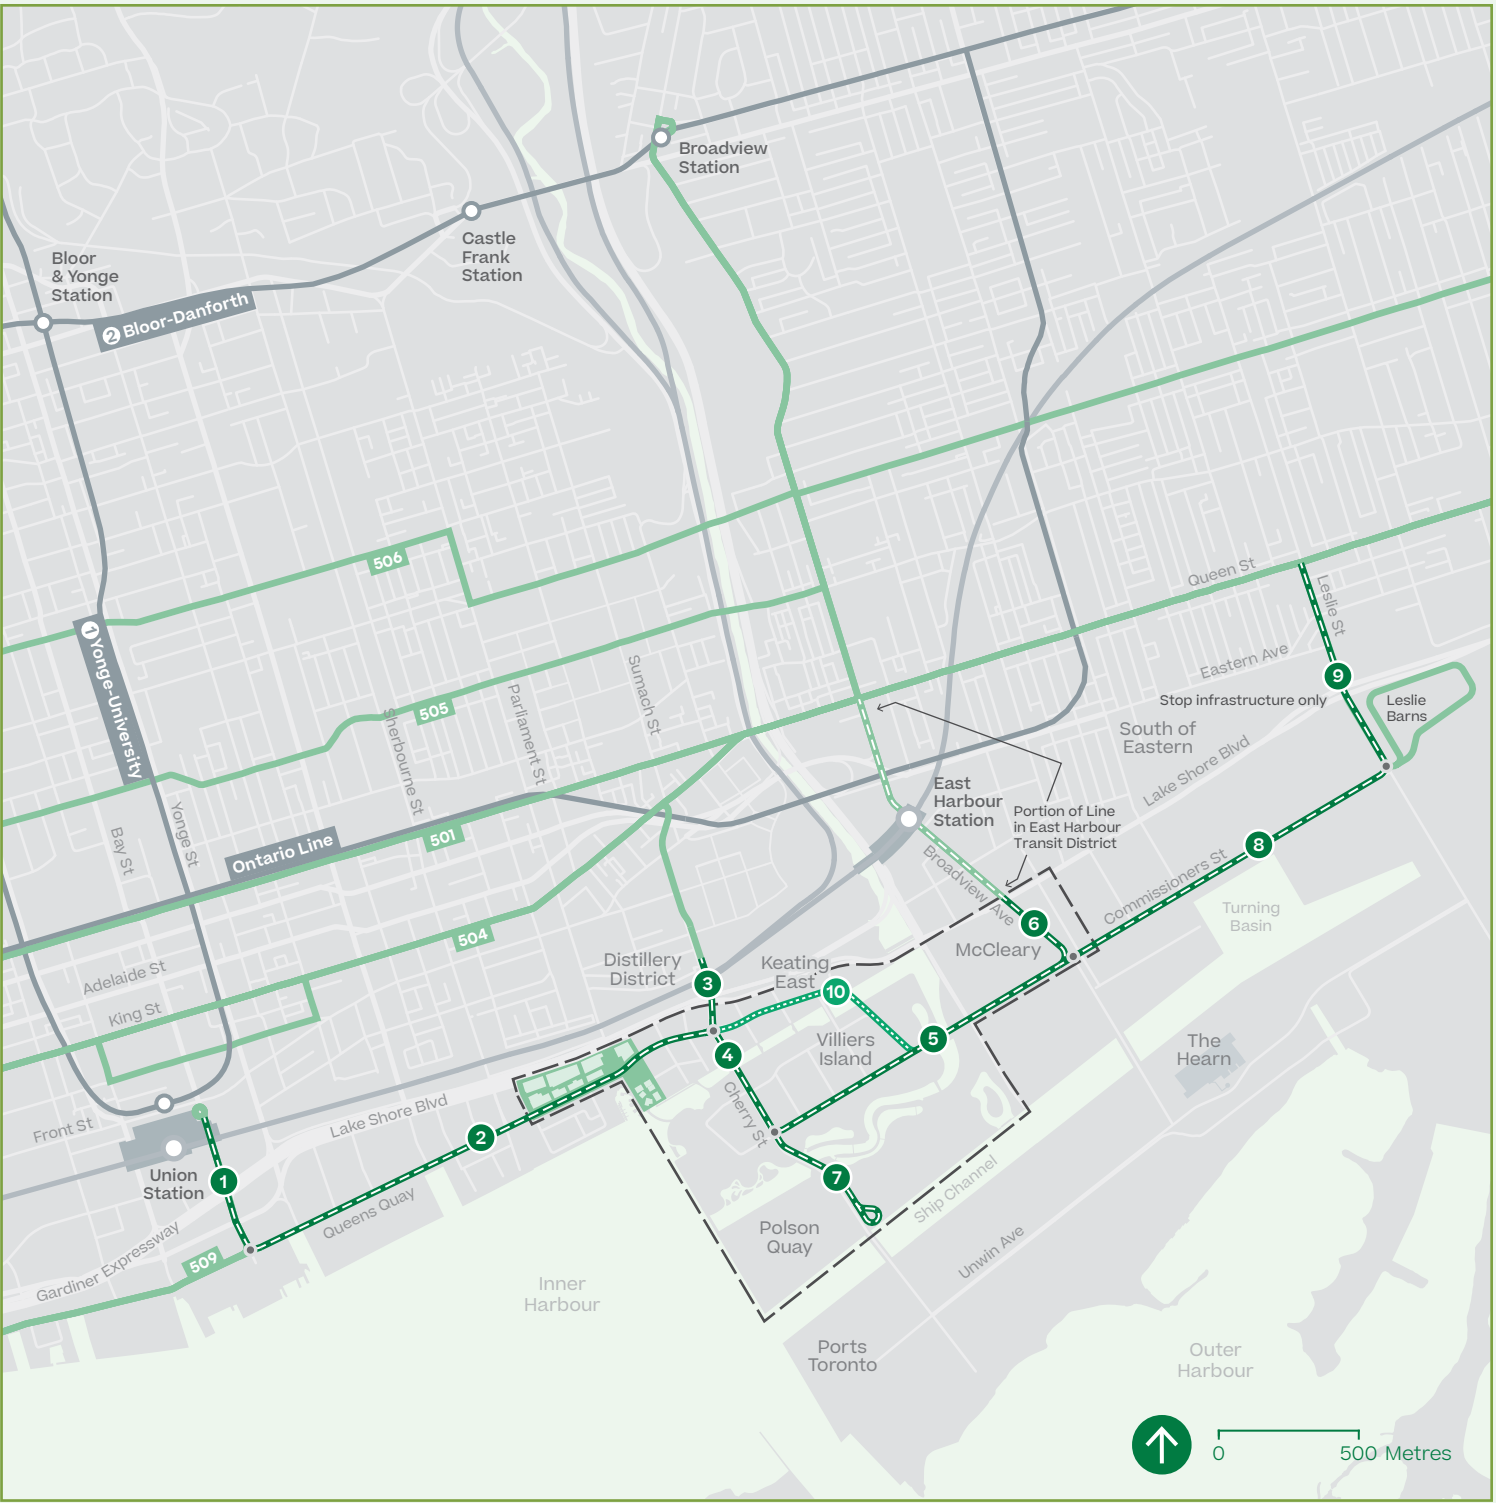 Broadview
Station
Castle
Frank
Station
Bloor
& Yonge
Station
2 Bloor-Danforth
506
1 Yonge-University
Queen St
Leslie St
Eastern Ave
9
Stop infrastructure only
Leslie
Barns
South of
Eastern
Lake Shore Blvd
505
Sherbourne St
Parliament St
Sumach St
East
Harbour
Station
Portion of Line
in East Harbour
Transit District
Yonge St
Bay St
Ontario Line
501
8
Broadview Ave
Commissioners St
6
McCleary
Turning
Basin
504
Distillery
District
3
Keating
East
10
Adelaide St
King St
Villiers
Island
5
The
Hearn
4
Cherry St
Front St
Lake Shore Blvd
2
Union
Station
1
7
Ship Channel
Queens Quay
Polson
Quay
Unwin Ave
Gardiner Expressway
509
Inner
Harbour
Ports
Toronto
Outer
Harbour
0
500 Metres